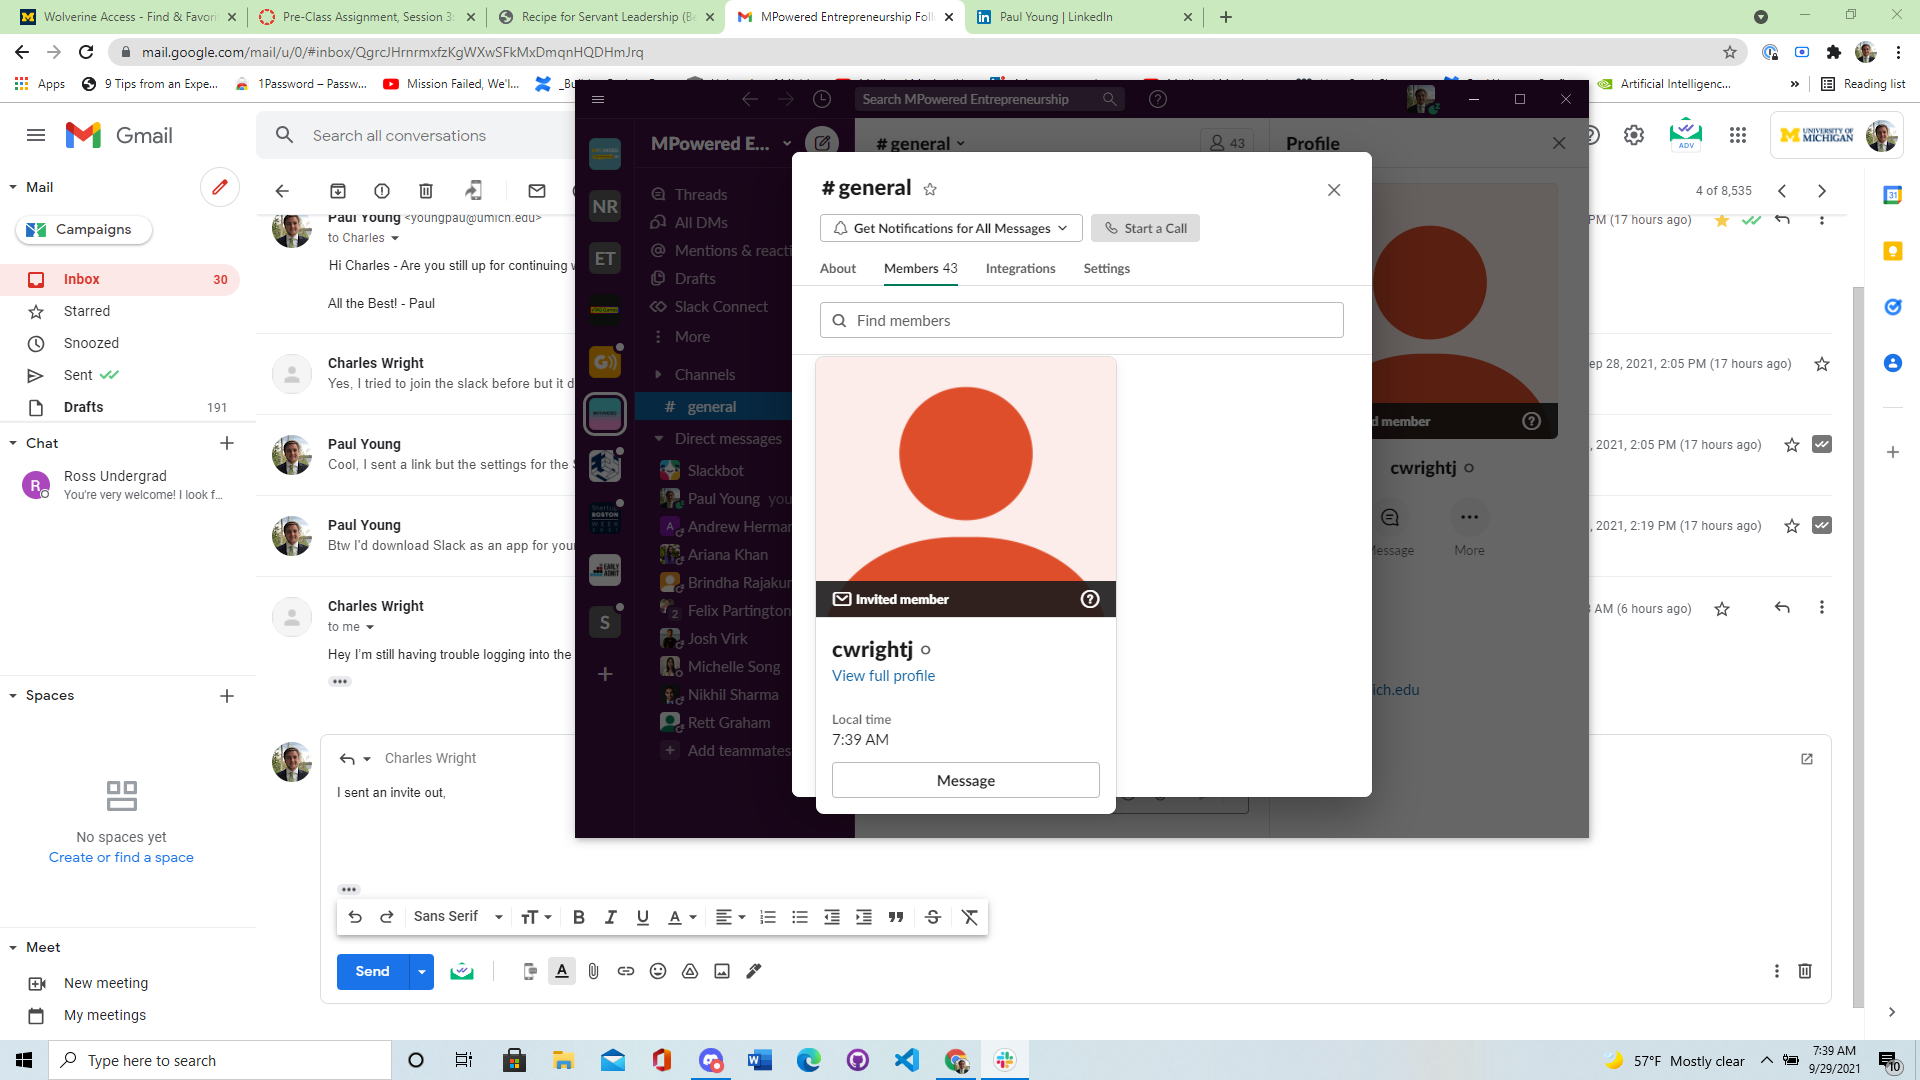 Wolverine Access - Find & Favori
Pre-Class Assignment, Session 3:
Recipe for Servant Leadership (Be
MPowered Entrepreneurship Foll
Paul Young | LinkedIn
mail.google.com/mail/u/0/#inbox/QgrcJHrnrmxfzKgWXwSFkMxDmqnHQDHmJrq
Apps
9 Tips from an Expe...
1Password – Passw...
Mission Failed, We'l...
Artificial Intelligenc...
»
Reading list
Gmail
Search all conversations
Search MPowered Entrepreneurship
UNIVERSITY OF MICHIGAN
ADV
Mail
Campaigns
Inbox 30
Starred
Snoozed
Sent
Drafts 191
Chat
Ross Undergrad
You're very welcome! I look f...
Spaces
No spaces yet
Create or find a space
Meet
New meeting
My meetings
4 of 8,535
Paul Young <youngpau@umich.edu>
PM (17 hours ago)
to Charles
Hi Charles - Are you still up for continuing
All the Best! - Paul
Charles Wright
ep 28, 2021, 2:05 PM (17 hours ago)
Yes, I tried to join the slack before but it d
Paul Young
, 2021, 2:05 PM (17 hours ago)
Cool, I sent a link but the settings for the
Paul Young
, 2021, 2:19 PM (17 hours ago)
Btw I'd download Slack as an app for your
Charles Wright
AM (6 hours ago)
to me
Hey I'm still having trouble logging into the
Charles Wright
I sent an invite out,
Sans Serif
Send
MPowered E...
NR
ET
S
Threads
All DMs
Mentions & reacti
Drafts
Slack Connect
More
Channels
# general
Direct messages
Slackbot
Paul Young you
Andrew Herman
Ariana Khan
Brindha Rajakur
2 Felix Partington
Josh Virk
Michelle Song
Nikhil Sharma
Rett Graham
Add teammates
# general
43
Profile
# general
Get Notifications for All Messages
Start a Call
About
Members 43
Integrations
Settings
Find members
Invited member
cwrightj
View full profile
Local time
7:39 AM
Message
d member
cwrightj
Message
More
ich.edu
Type here to search
57°F Mostly clear
7:39 AM
9/29/2021
10